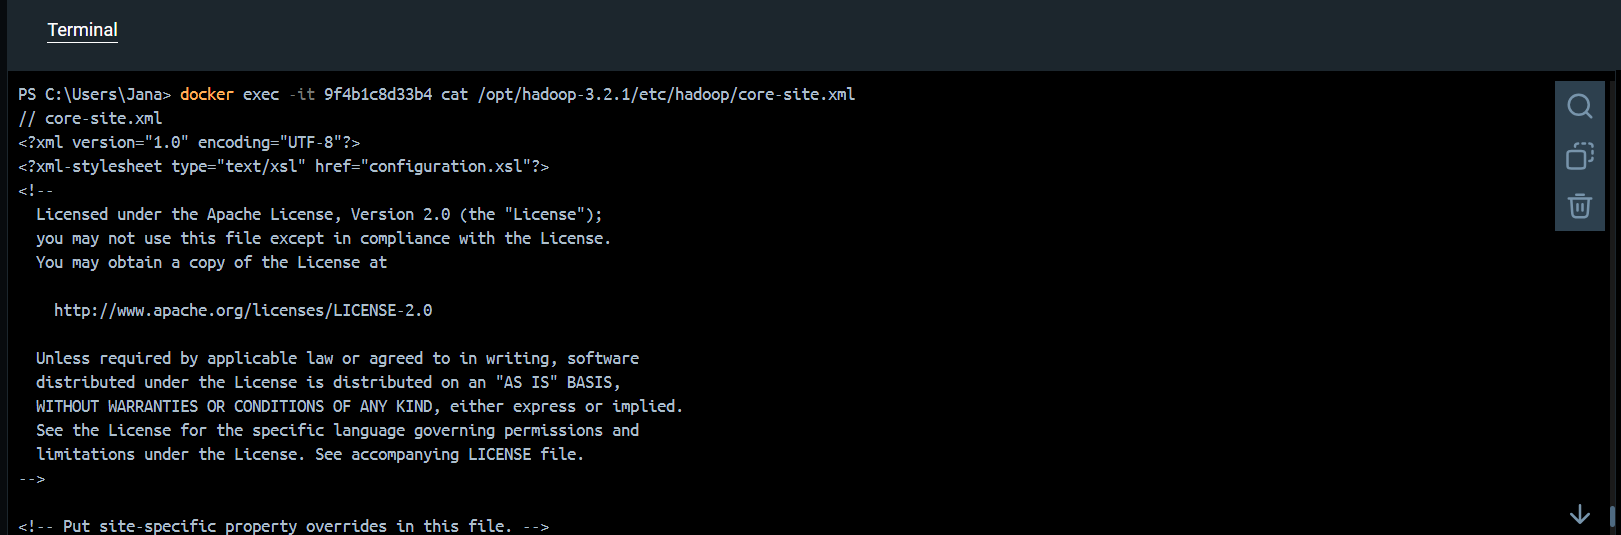 Terminal
PS C:\Users\Jana> docker exec -it 9f4b1c8d33b4 cat /opt/hadoop-3.2.1/etc/hadoop/core-site.xml
// core-site.xml
<?xml version="1.0" encoding="UTF-8"?>
<?xml-stylesheet type="text/xsl" href="configuration.xsl"?>
<!--
  Licensed under the Apache License, Version 2.0 (the "License");
  you may not use this file except in compliance with the License.
  You may obtain a copy of the License at

    http://www.apache.org/licenses/LICENSE-2.0

  Unless required by applicable law or agreed to in writing, software
  distributed under the License is distributed on an "AS IS" BASIS,
  WITHOUT WARRANTIES OR CONDITIONS OF ANY KIND, either express or implied.
  See the License for the specific language governing permissions and
  limitations under the License. See accompanying LICENSE file.
-->

<!-- Put site-specific property overrides in this file. -->